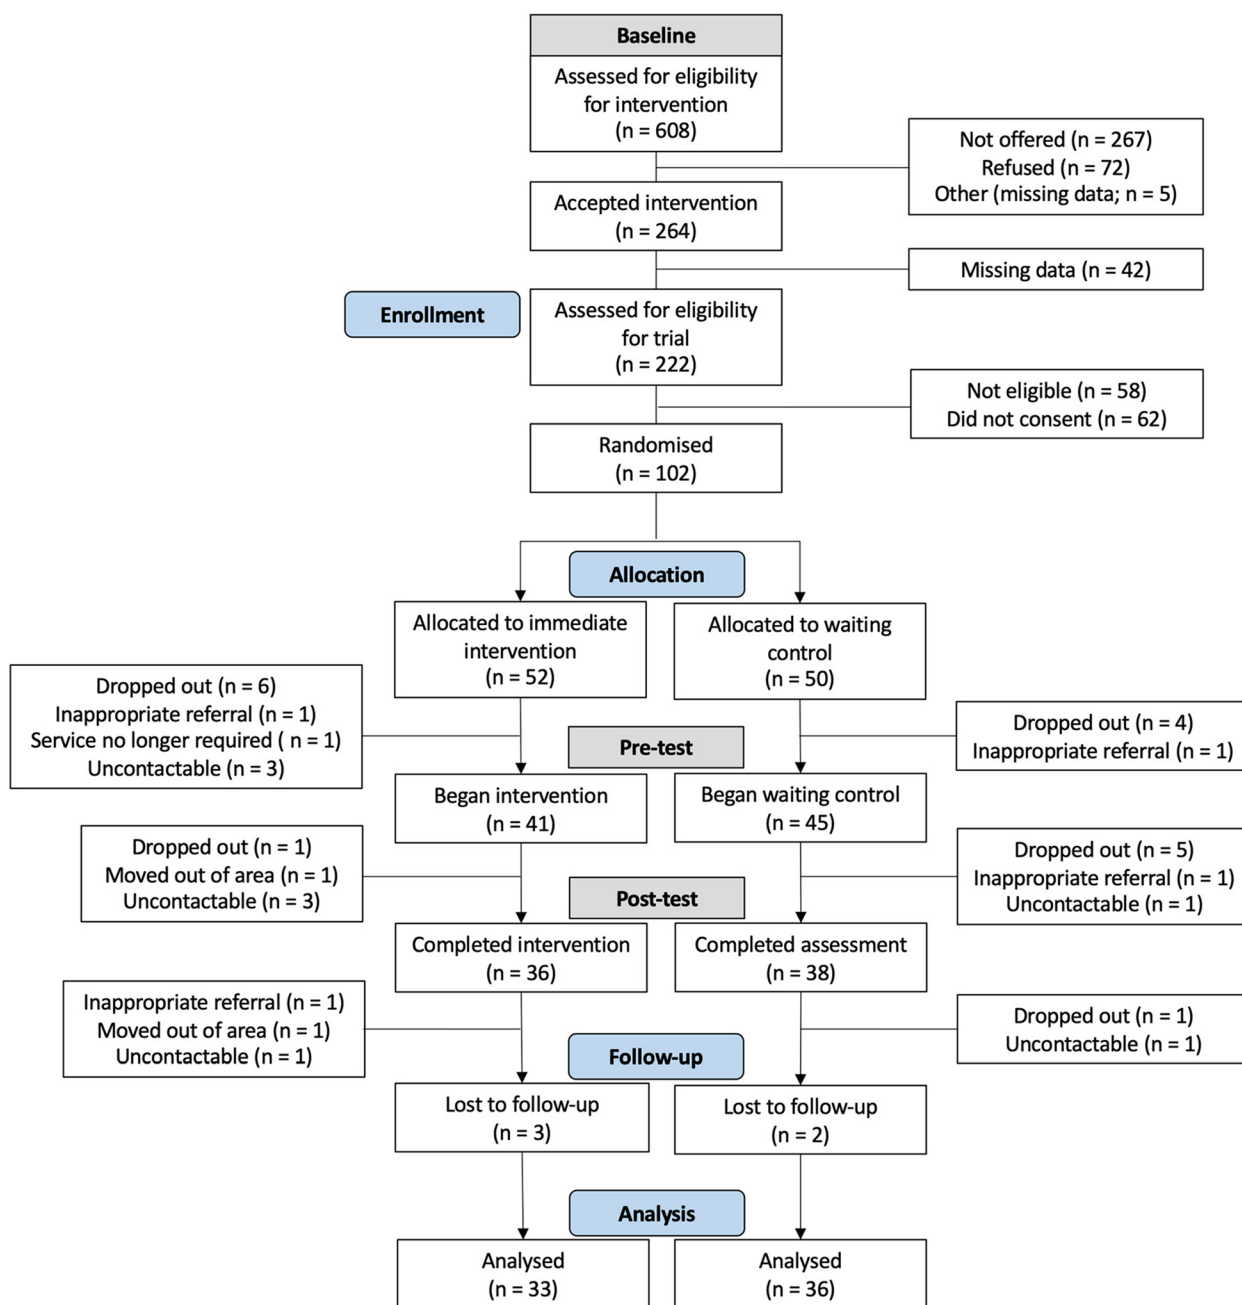 Baseline
Assessed for eligibility
for intervention
(n = 608)
Not offered (n = 267)
Refused (n = 72)
Other (missing data; n = 5)
Accepted intervention
(n = 264)
Missing data (n = 42)
Enrollment
Assessed for eligibility
for trial
(n = 222)
Not eligible (n = 58)
Did not consent (n = 62)
Randomised
(n = 102)
Allocation
Allocated to immediate
intervention
(n = 52)
Allocated to waiting
control
(n = 50)
Dropped out (n = 6)
Inappropriate referral (n = 1)
Service no longer required ( n = 1)
Uncontactable (n = 3)
Pre-test
Dropped out (n = 4)
Inappropriate referral (n = 1)
Began intervention
(n = 41)
Began waiting control
(n = 45)
Dropped out (n = 1)
Moved out of area (n = 1)
Uncontactable (n = 3)
Post-test
Dropped out (n = 5)
Inappropriate referral (n = 1)
Uncontactable (n = 1)
Completed intervention
(n = 36)
Completed assessment
(n = 38)
Inappropriate referral (n = 1)
Moved out of area (n = 1)
Uncontactable (n = 1)
Follow-up
Dropped out (n = 1)
Uncontactable (n = 1)
Lost to follow-up
(n = 3)
Lost to follow-up
(n = 2)
Analysis
Analysed
(n = 33)
Analysed
(n = 36)